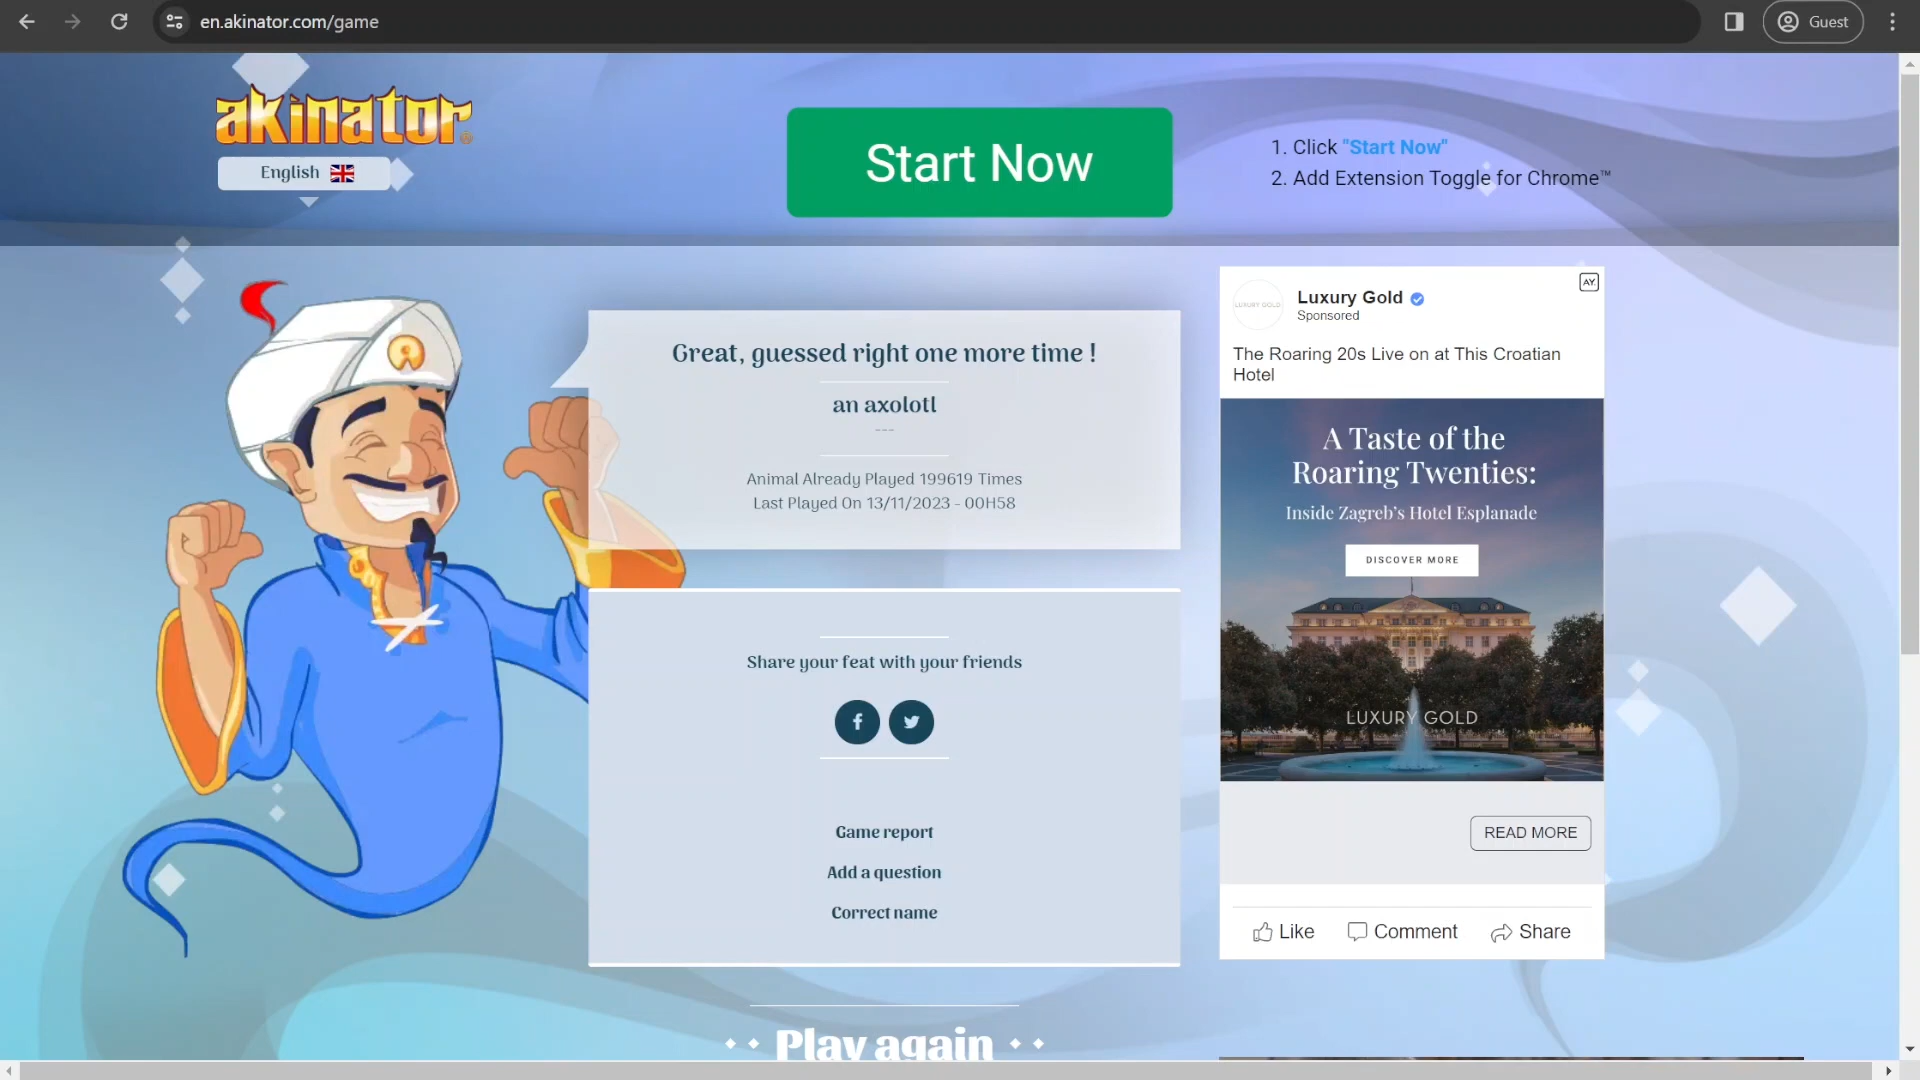 en.akinator.com/game
Guest
akinator
English
Start Now
1. Click "Start Now"
2. Add Extension Toggle for Chrome™
Great, guessed right one more time !
an axolotl
---
Animal Already Played 199619 Times
Last Played On 13/11/2023 - 00H58
Share your feat with your friends
Game report
Add a question
Correct name
Play again
AY.
LUXURY GOLD
Luxury Gold
Sponsored
The Roaring 20s Live on at This Croatian
Hotel
A Taste of the
Roaring Twenties:
Inside Zagreb's Hotel Esplanade
DISCOVER MORE
LUXURY GOLD
READ MORE
Like
Comment
Share